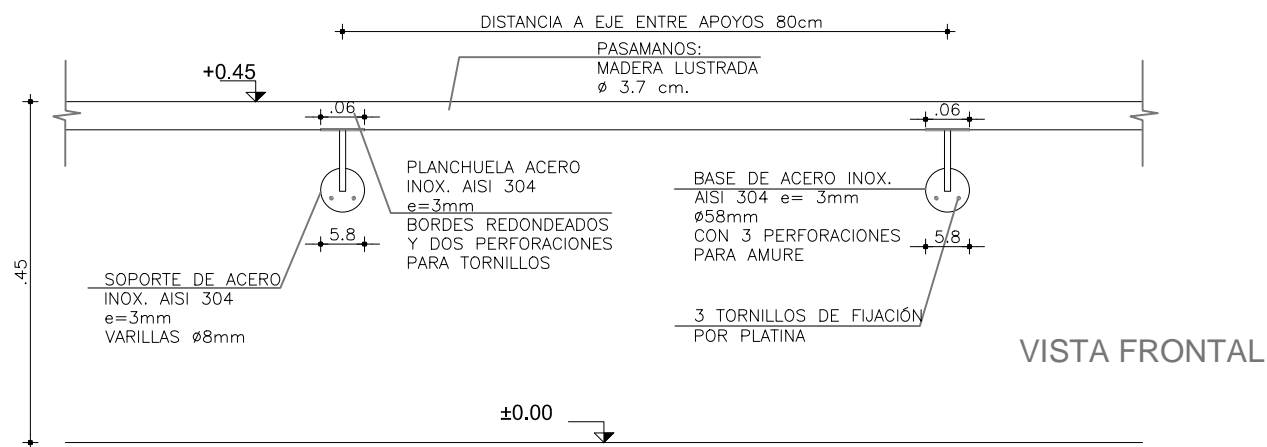 DISTANCIA A EJE ENTRE APOYOS 80cm
PASAMANOS:
MADERA LUSTRADA
ø 3.7 cm.
+0.45
.06
.06
PLANCHUELA ACERO
INOX. AISI 304
e=3mm
BORDES REDONDEADOS
Y DOS PERFORACIONES
PARA TORNILLOS
BASE DE ACERO INOX.
AISI 304 e= 3mm
ø58mm
CON 3 PERFORACIONES
PARA AMURE
5.8
5.8
.45
SOPORTE DE ACERO
INOX. AISI 304
e=3mm
VARILLAS ø8mm
3 TORNILLOS DE FIJACIÓN
POR PLATINA
VISTA FRONTAL
±0.00